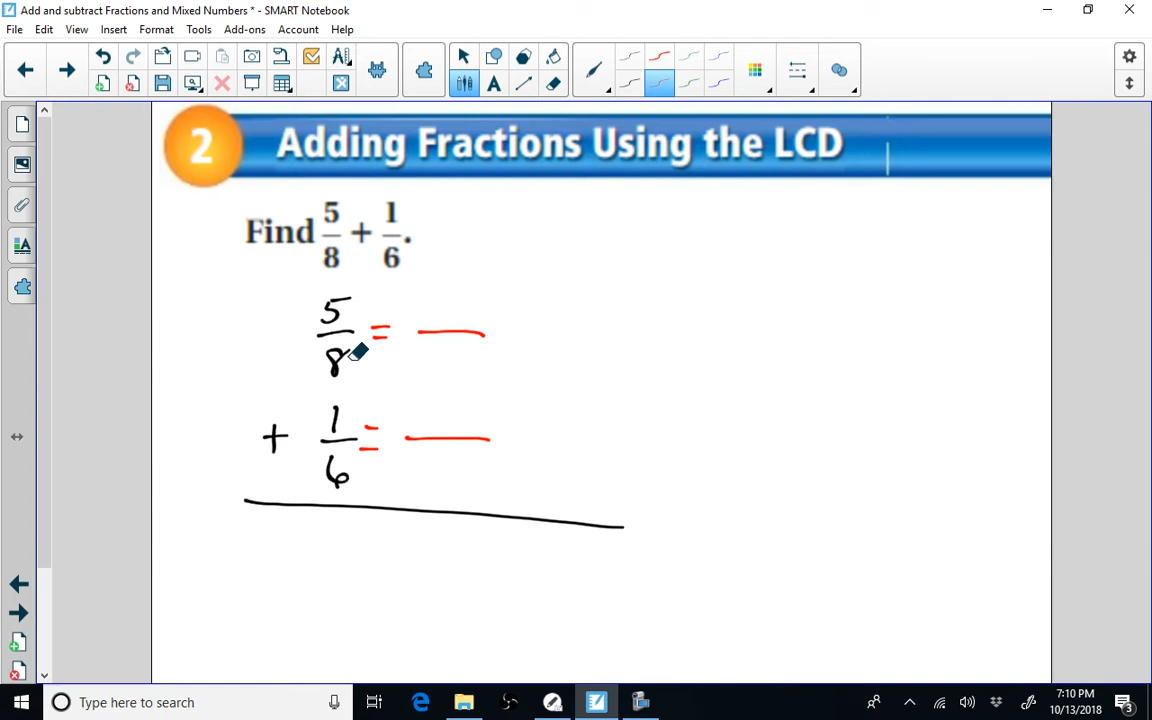 Add and subtract Fractions and Mixed Numbers * - SMART Notebook
File Edit View Insert Format Tools Add-ons Account Help
2 Adding Fractions Using the LCD
Find 5/8 + 1/6.
5/8 =
+ 1/6 =
Type here to search
7:10 PM
10/13/2018
3